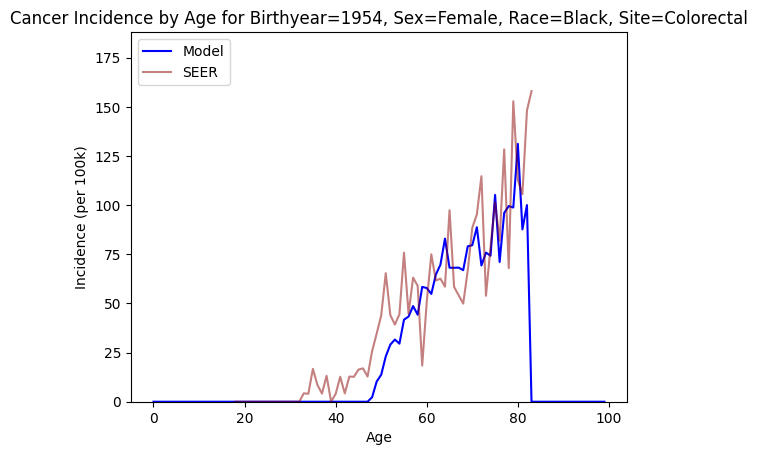 Cancer Incidence by Age for Birthyear=1954, Sex=Female, Race=Black, Site=Colorectal
Model
SEER
175
150
125
100
75
50
25
0
Incidence (per 100k)
0 20 40 60 80 100
Age